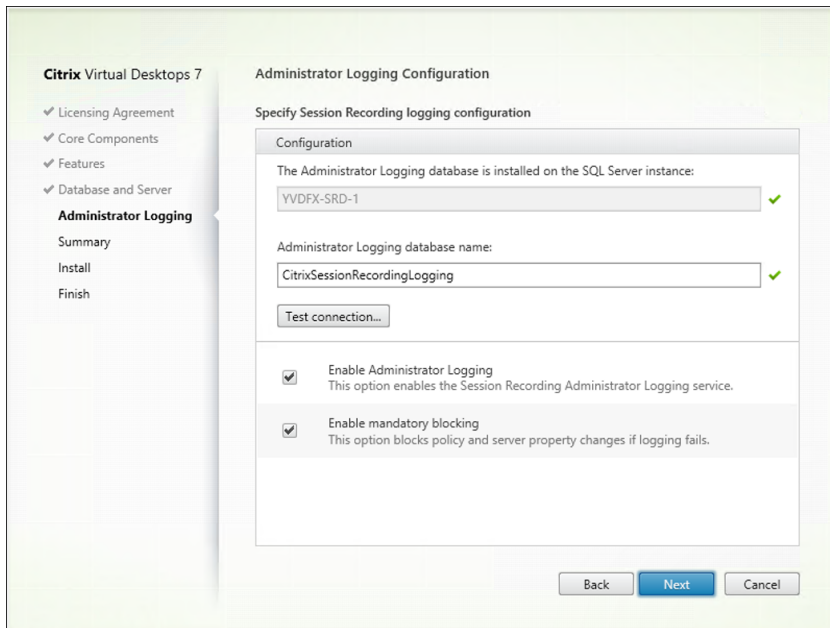 Citrix Virtual Desktops 7
Licensing Agreement
Core Components
Features
Database and Server
Administrator Logging
Summary
Install
Finish
Administrator Logging Configuration
Specify Session Recording logging configuration
Configuration
The Administrator Logging database is installed on the SQL Server instance:
YVDFX-SRD-1
Administrator Logging database name:
CitrixSessionRecordingLogging
Test connection...
Enable Administrator Logging
This option enables the Session Recording Administrator Logging service.
Enable mandatory blocking
This option blocks policy and server property changes if logging fails.
Back
Next
Cancel